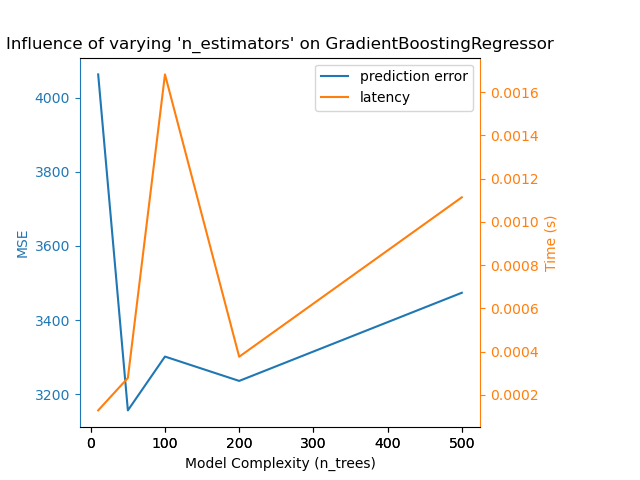 Influence of varying 'n_estimators' on GradientBoostingRegressor
prediction error
latency
4000
3800
3600
3400
3200
MSE
0.0016
0.0014
0.0012
0.0010
0.0008
0.0006
0.0004
0.0002
Time (s)
0 100 200 300 400 500
Model Complexity (n_trees)